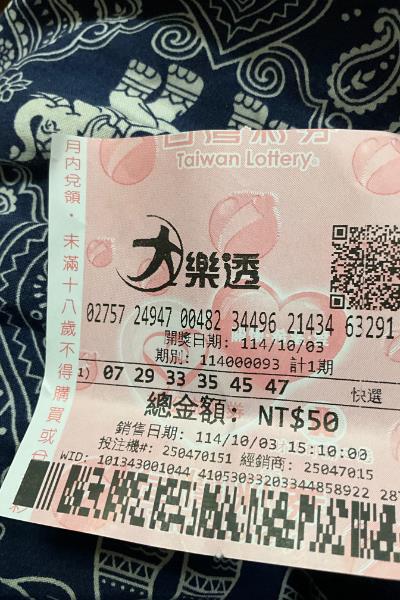 台灣彩券
Taiwan Lottery®
月內兌領。未滿十八歲不得購買或
大樂透
02757 24947 00482 34496 21434 63291
開獎日期: 114/10/03
期別: 114000093 計1期
1) 07 29 33 35 45 47 快選
總金額: NT$50
銷售日期: 114/10/03 15:10:00
投注機#: 250470151 經銷商: 25047015
WID: 101343001044 41053033203344858922 287